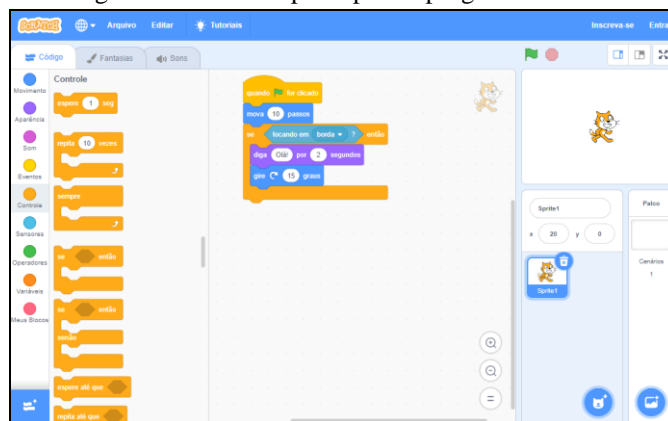 SCRATCH Arquivo Editar Tutoriais Inscreva-se
Código Fantasias Sons
Movimento
Aparência
Som
Eventos
Controle
Sensores
Operadores
Variáveis
Meus Blocos
Controle
espere 1 seg
repita 10 vezes
sempre
se então
se então
senão
espere até que
repita até que
quando for clicado
mova 10 passos
se tocando em borda ? então
diga Olá! por 2 segundos
gire 15 graus
Sprite1
x 20 y 0
Sprite1
Palco
Cenários
1